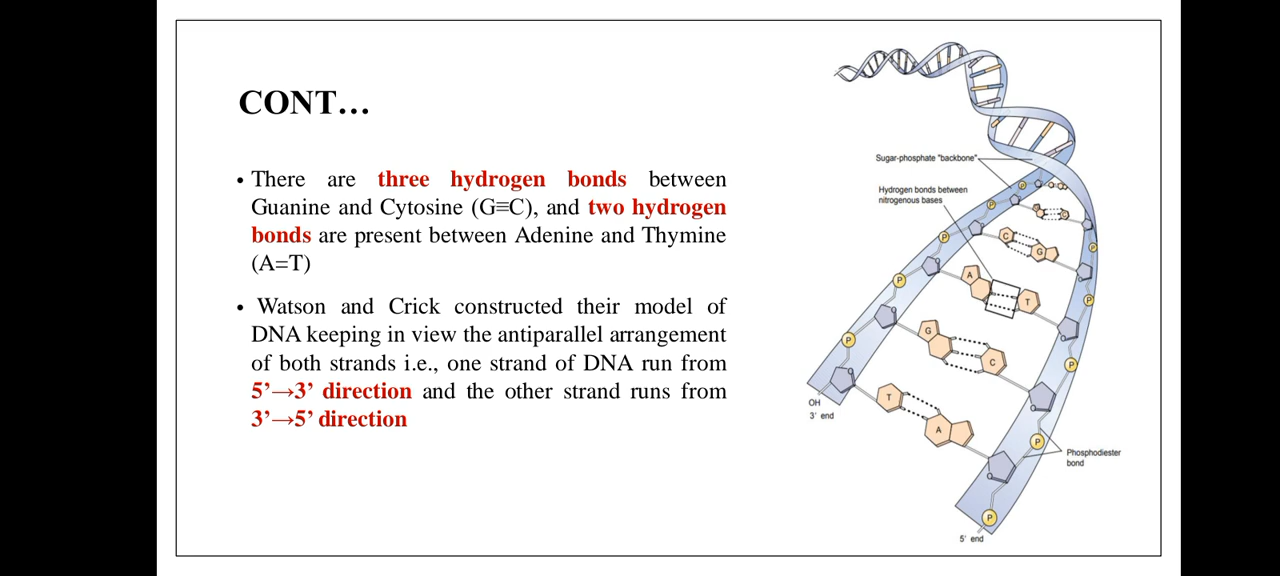 CONT…
• There are three hydrogen bonds between
Guanine and Cytosine (G≡C), and two hydrogen
bonds are present between Adenine and Thymine
(A=T)
• Watson and Crick constructed their model of
DNA keeping in view the antiparallel arrangement
of both strands i.e., one strand of DNA run from
5’→3’ direction and the other strand runs from
3’→5’ direction
Sugar-phosphate "backbone"
Hydrogen bonds between
nitrogenous bases
P
P
P
C
G
P
P
A
T
P
P
G
C
P
P
T
A
P
P
OH
3' end
Phosphodiester
bond
5' end